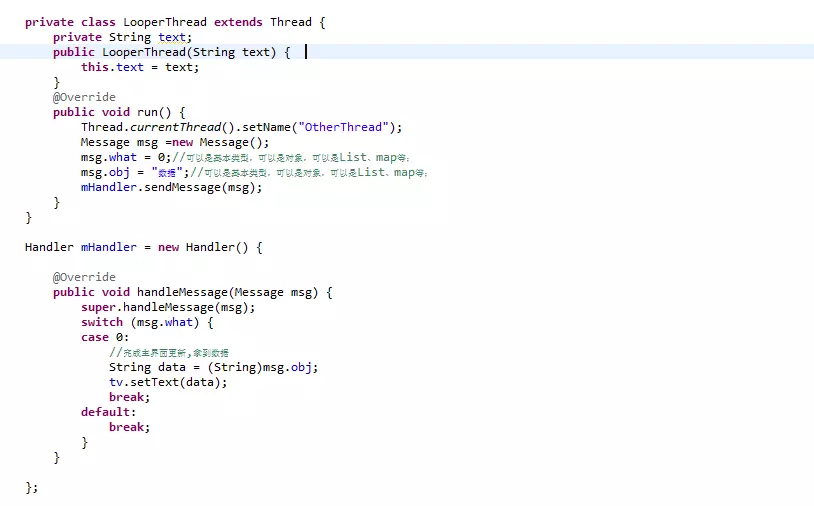 private class LooperThread extends Thread {
private String text;
public LooperThread(String text) {
this.text = text;
}
@Override
public void run() {
Thread.currentThread().setName("OtherThread");
Message msg =new Message();
msg.what = 0;//可以是基本类型，可以是对象，可以是List、map等；
msg.obj = "数据";//可以是基本类型，可以是对象，可以是List、map等；
mHandler.sendMessage(msg);
}
}
Handler mHandler = new Handler() {
@Override
public void handleMessage(Message msg) {
super.handleMessage(msg);
switch (msg.what) {
case 0:
//完成主界面更新,拿到数据
String data = (String)msg.obj;
tv.setText(data);
break;
default:
break;
}
}
};